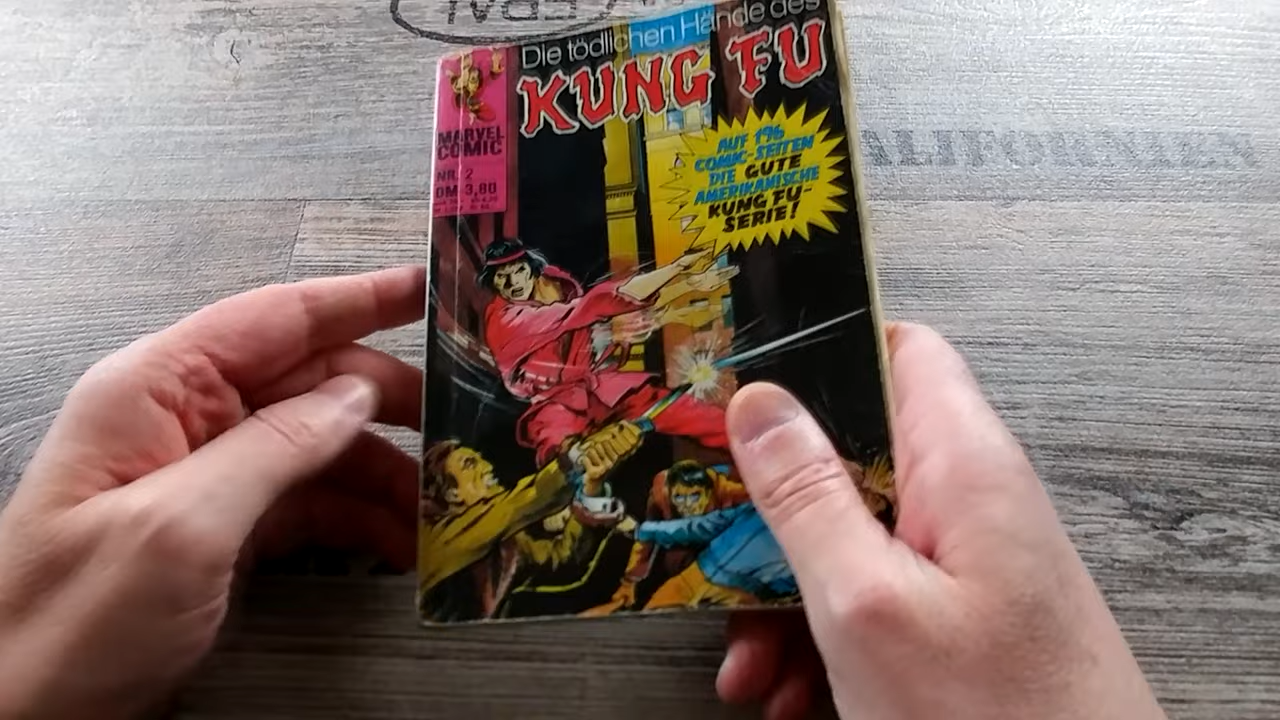 Die tödlichen Hände des
KUNG FU
MARVEL
COMIC
NR. 2
DM 3,80
AUF 196
COMIC-SEITEN
DIE GUTE
AMERIKANISCHE
KUNG FU-
SERIE!